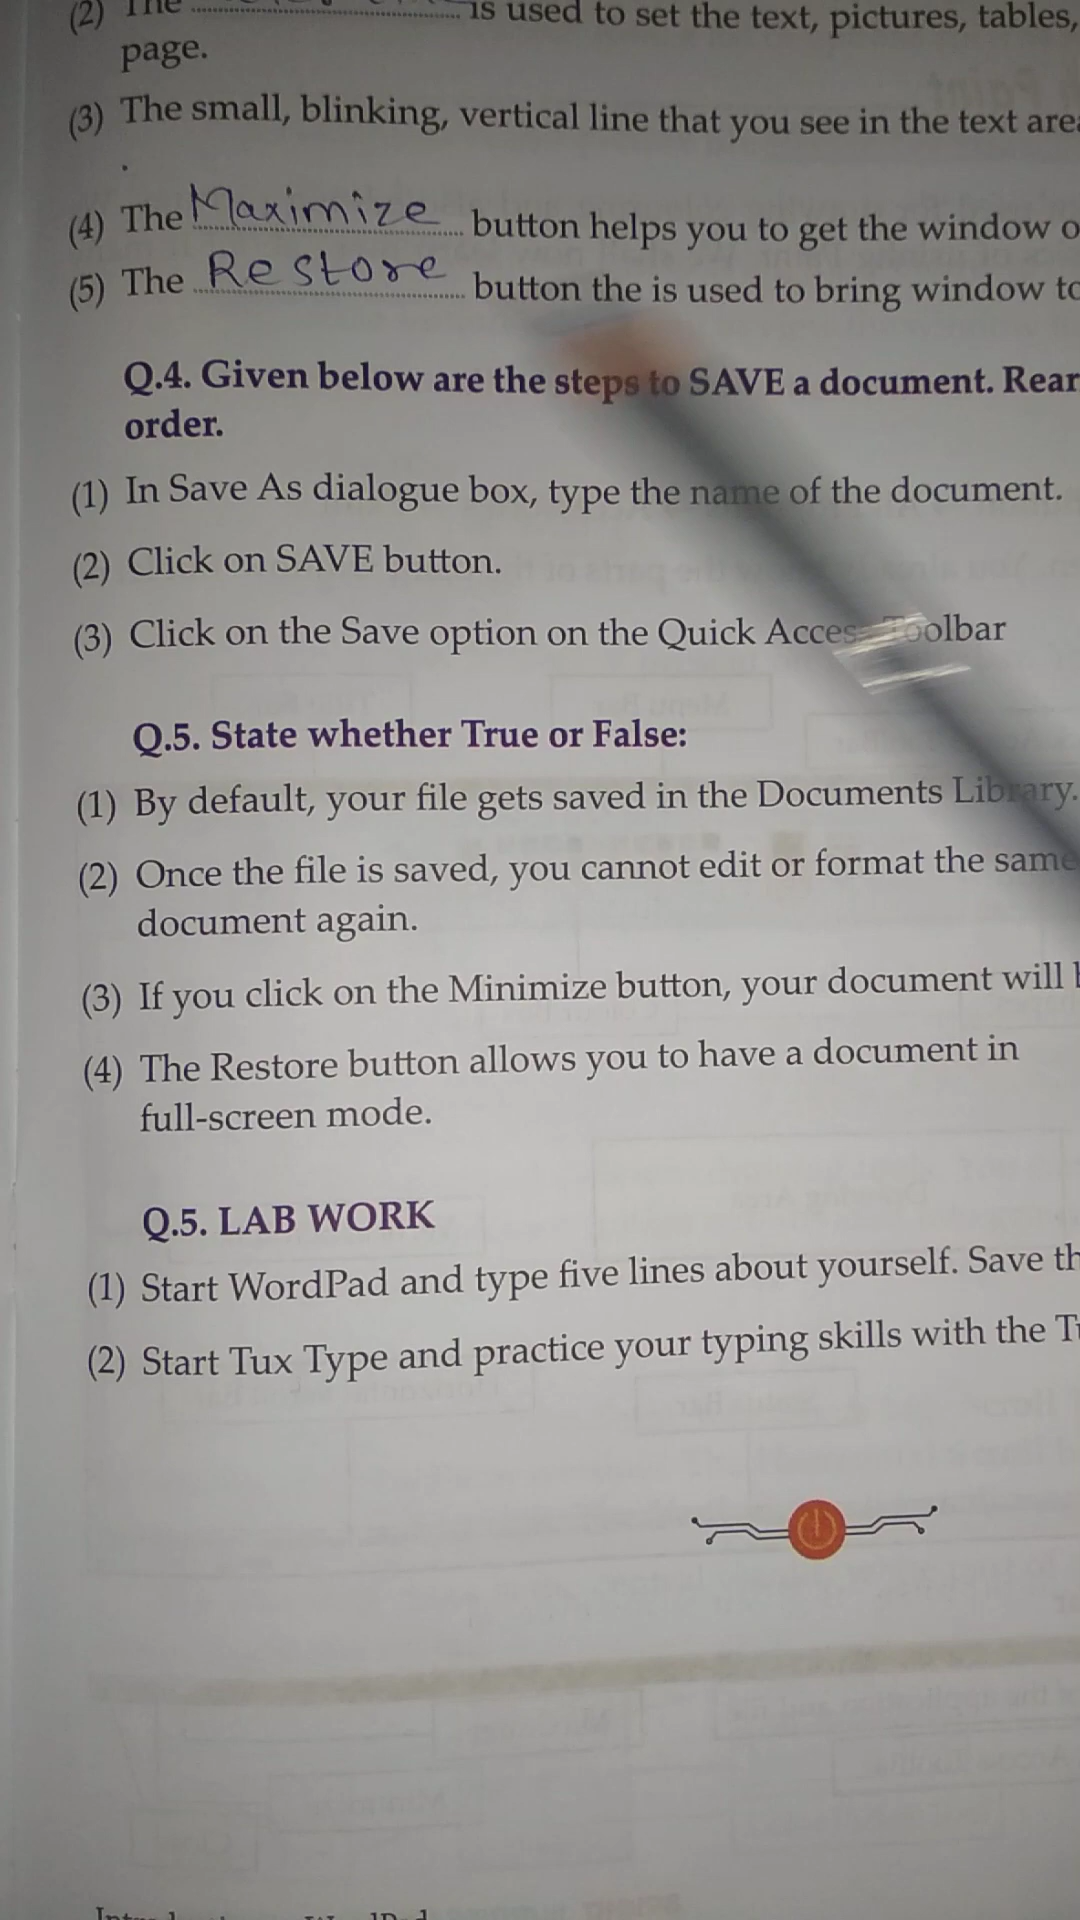 (2) The is used to set the text, pictures, tables,
page.
(3) The small, blinking, vertical line that you see in the text area
.
(4) The Maximize button helps you to get the window
(5) The Restore button the is used to bring window to
Q.4. Given below are the steps to SAVE a document.
order.
(1) In Save As dialogue box, type the name of the document.
(2) Click on SAVE button.
(3) Click on the Save option on the Quick Access Toolbar
Q.5. State whether True or False:
(1) By default, your file gets saved in the Documents Library.
(2) Once the file is saved, you cannot edit or format the same
document again.
(3) If you click on the Minimize button, your document will
(4) The Restore button allows you to have a document in
full-screen mode.
Q.5. LAB WORK
(1) Start WordPad and type five lines about yourself. Save
(2) Start Tux Type and practice your typing skills with the